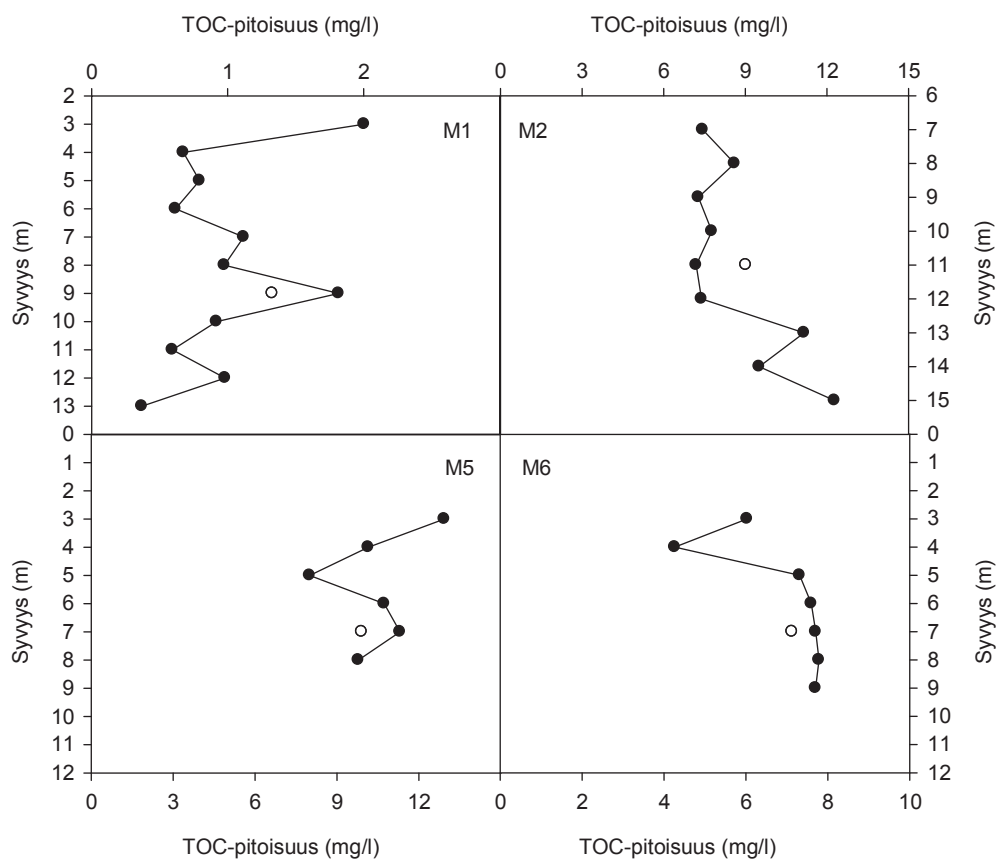 TOC-pitoisuus (mg/l) TOC-pitoisuus (mg/l)
0 1 2 0 3 6 9 12 15
2 6
3 M1 M2 7
4 8
5 9
6 10
7 11
8 12
9 13
10 14
11 15
12
13
0 0
Syvyys (m) Syvyys (m)
1 M5 M6 1
2 2
3 3
4 4
5 5
6 6
7 7
8 8
9 9
10 10
11 11
12 12
Syvyys (m) Syvyys (m)
0 3 9 12 0 4 6 12 10
TOC-pitoisuus (mg/l) TOC-pitoisuus (mg/l)